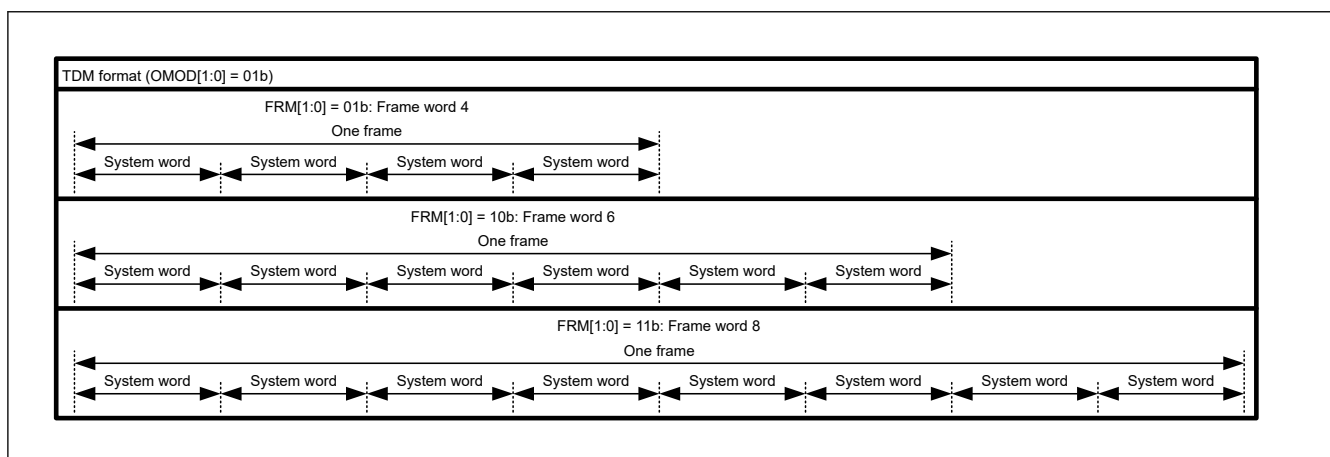 TDM format (OMOD[1:0] = 01b)
FRM[1:0] = 01b: Frame word 4
One frame
System word System word System word System word
FRM[1:0] = 10b: Frame word 6
One frame
System word System word System word System word System word System word
FRM[1:0] = 11b: Frame word 8
One frame
System word System word System word System word System word System word System word System word